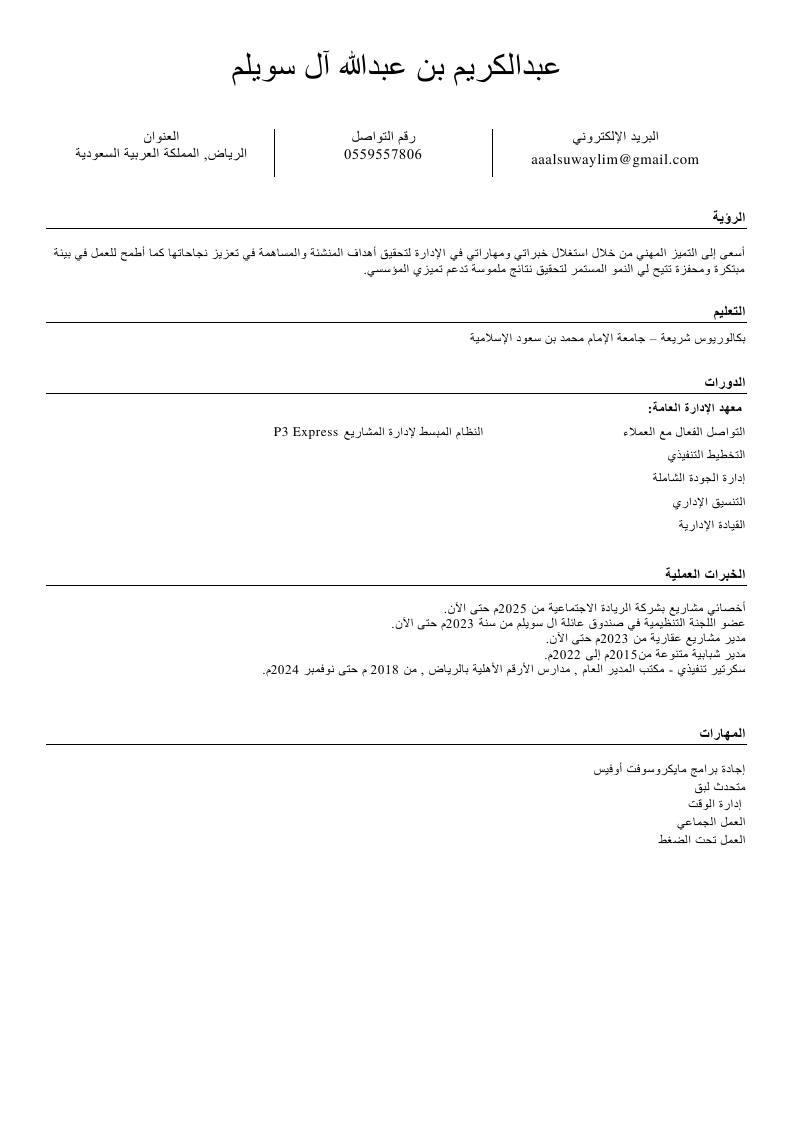 عبدالكريم بن عبدالله آل سويلم
البريد الإلكتروني
aaalsuwaylim@gmail.com
رقم التواصل
0559557806
العنوان
الرياض, المملكة العربية السعودية
الرؤية
أسعى إلى التميز المهني من خلال استغلال خبراتي ومهاراتي في الإدارة لتحقيق أهداف المنشئة والمساهمة في تعزيز نجاحاتها كما أطمح للعمل في بيئة
مبتكرة ومحفزة تتيح لي النمو المستمر لتحقيق نتائج ملموسة تدعم تميزي المؤسسي.
التعليم
بكالوريوس شريعة – جامعة الإمام محمد بن سعود الإسلامية
الدورات
معهد الإدارة العامة:
التواصل الفعال مع العملاء
النظام المبسط لإدارة المشاريع P3 Express
التخطيط التنفيذي
إدارة الجودة الشاملة
التنسيق الإداري
القيادة الإدارية
الخبرات العملية
أخصائي مشاريع بشركة الريادة الاجتماعية من 2025م حتى الآن.
عضو اللجنة التنظيمية في صندوق عائلة ال سويلم من سنة 2023م حتى الآن.
مدير مشاريع عقارية من 2023م حتى الآن.
مدير شبابية متنوعة من2015م إلى 2022م.
سكرتير تنفيذي - مكتب المدير العام , مدارس الأرقم الأهلية بالرياض , من 2018 م حتى نوفمبر 2024م.
المهارات
إجادة برامج مايكروسوفت أوفيس
متحدث لبق
إدارة الوقت
العمل الجماعي
العمل تحت الضغط